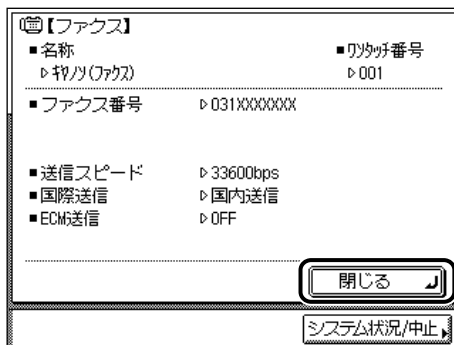 【ファクス】
■名称 ■ワンタッチ番号
▷ギヤノソ(ファクス) ▷001
■ファクス番号 ▷031XXXXXXX
■送信スピード ▷33600bps
■国際送信 ▷国内送信
■ECM送信 ▷OFF
閉じる
システム状況/中止